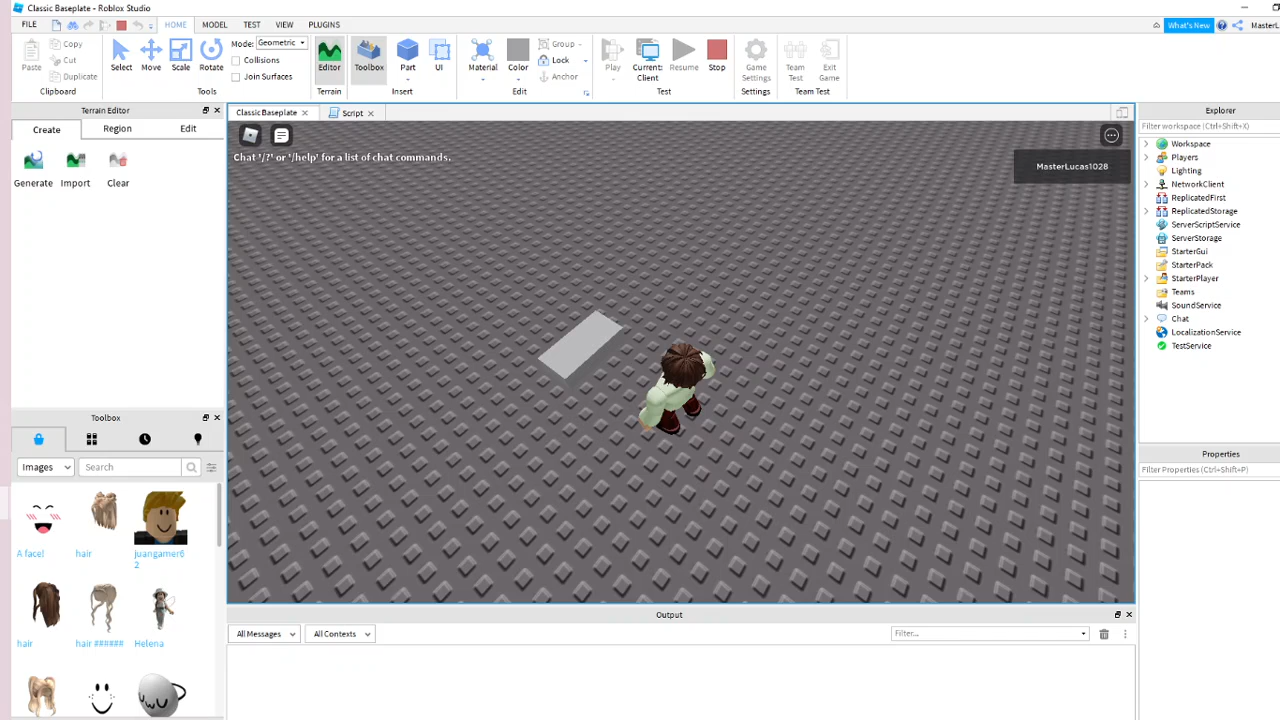 Classic Baseplate - Roblox Studio
FILE HOME MODEL TEST VIEW PLUGINS What's New MasterL
Paste Copy Cut Duplicate Clipboard
Select Move Scale Rotate Tools
Mode: Geometric
Collisions
Join Surfaces
Editor Terrain
Toolbox Part UI Insert
Material Color Group Lock Anchor Edit
Play Current: Client Resume Stop Test
Game Settings Settings
Team Test Exit Game Team Test
Terrain Editor
Create Region Edit
Generate Import Clear
Classic Baseplate Script
Chat '/?' or '/help' for a list of chat commands.
MasterLucas1028
Explorer
Filter workspace (Ctrl+Shift+X)
Workspace
Players
Lighting
NetworkClient
ReplicatedFirst
ReplicatedStorage
ServerScriptService
ServerStorage
StarterGui
StarterPack
StarterPlayer
Teams
SoundService
Chat
LocalizationService
TestService
Properties
Filter Properties (Ctrl+Shift+P)
Toolbox
Images Search
A face! hair juangamer6
2
hair hair ###### Helena
Output
All Messages All Contexts Filter...